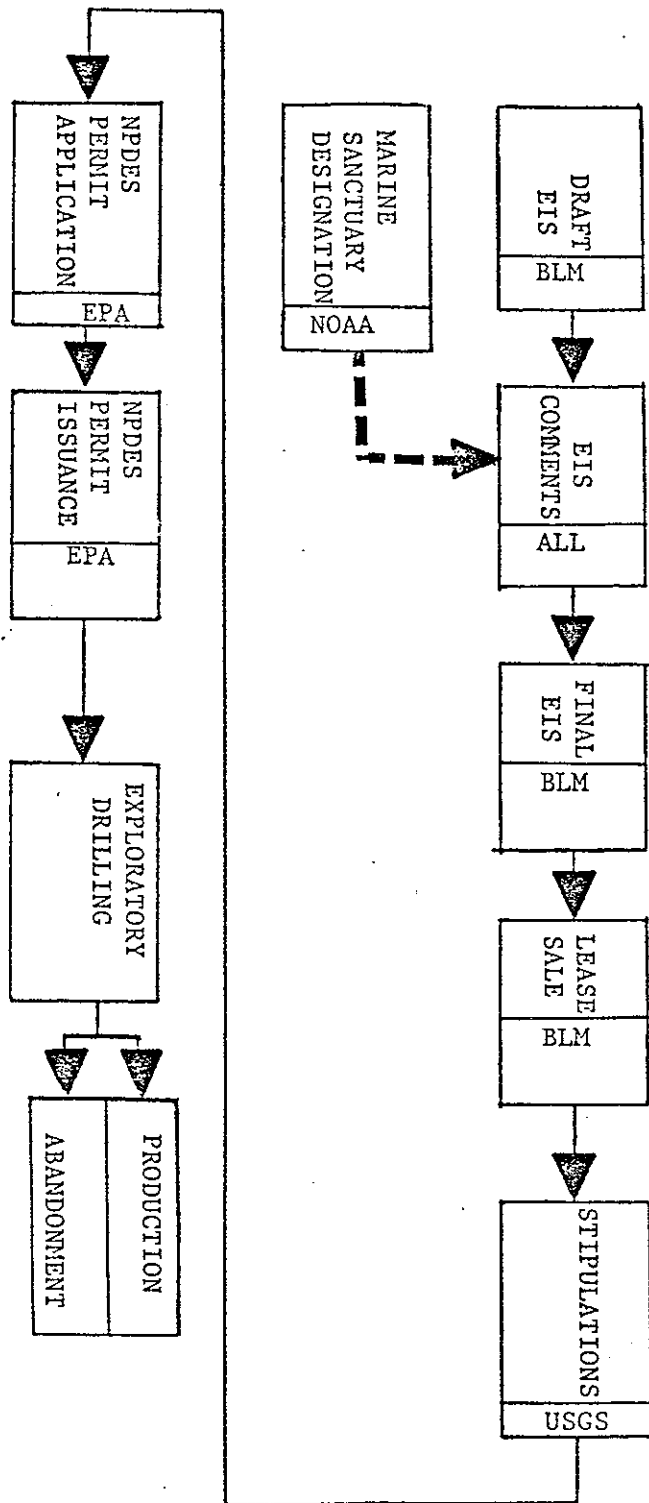 DRAFT
EIS
BLM
EIS
COMMENTS
ALL
FINAL
EIS
BLM
LEASE
SALE
BLM
STIPULATIONS
USGS
MARINE
SANCTUARY
DESIGNATION
NOAA
NPDES
PERMIT
APPLICATION
EPA
NPDES
PERMIT
ISSUANCE
EPA
EXPLORATORY
DRILLING
PRODUCTION
ABANDONMENT